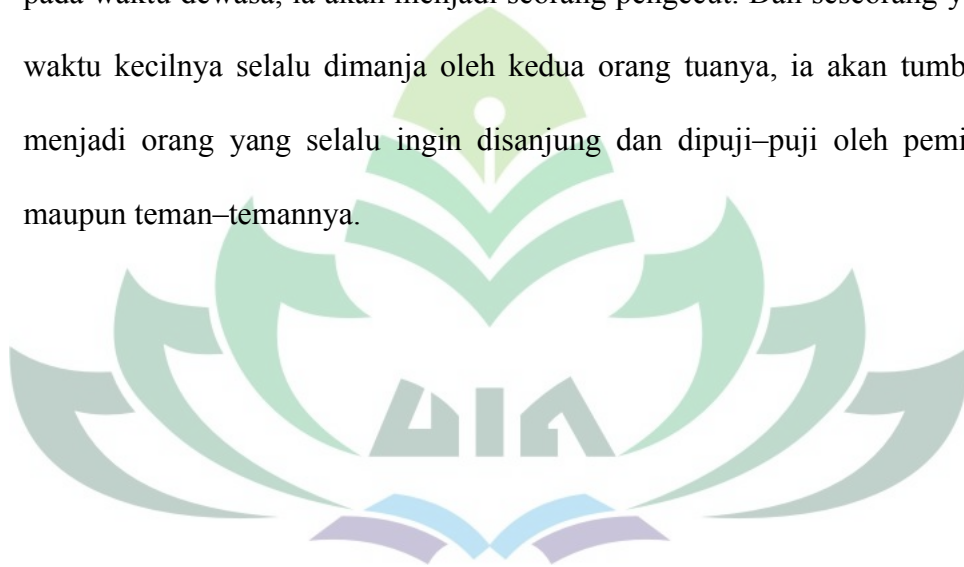 pada waktu dewasa, ia akan menjadi seorang pengecut. Dan seseorang
waktu kecilnya selalu dimanja oleh kedua orang tuanya, ia akan
menjadi orang yang selalu ingin disanjung dan dipuji–puji oleh
maupun teman–temannya.
UIN